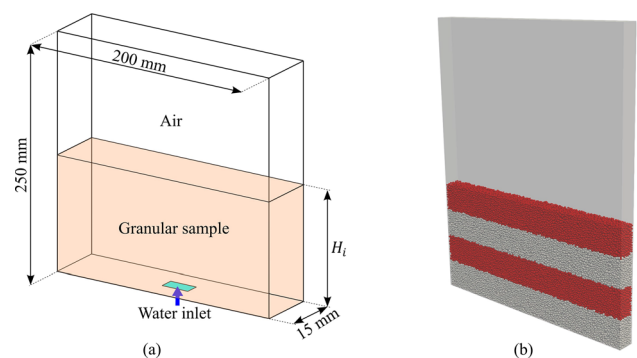 200 mm
Air
250 mm
Granular sample
H_i
Water inlet
15 mm
(a)
(b)